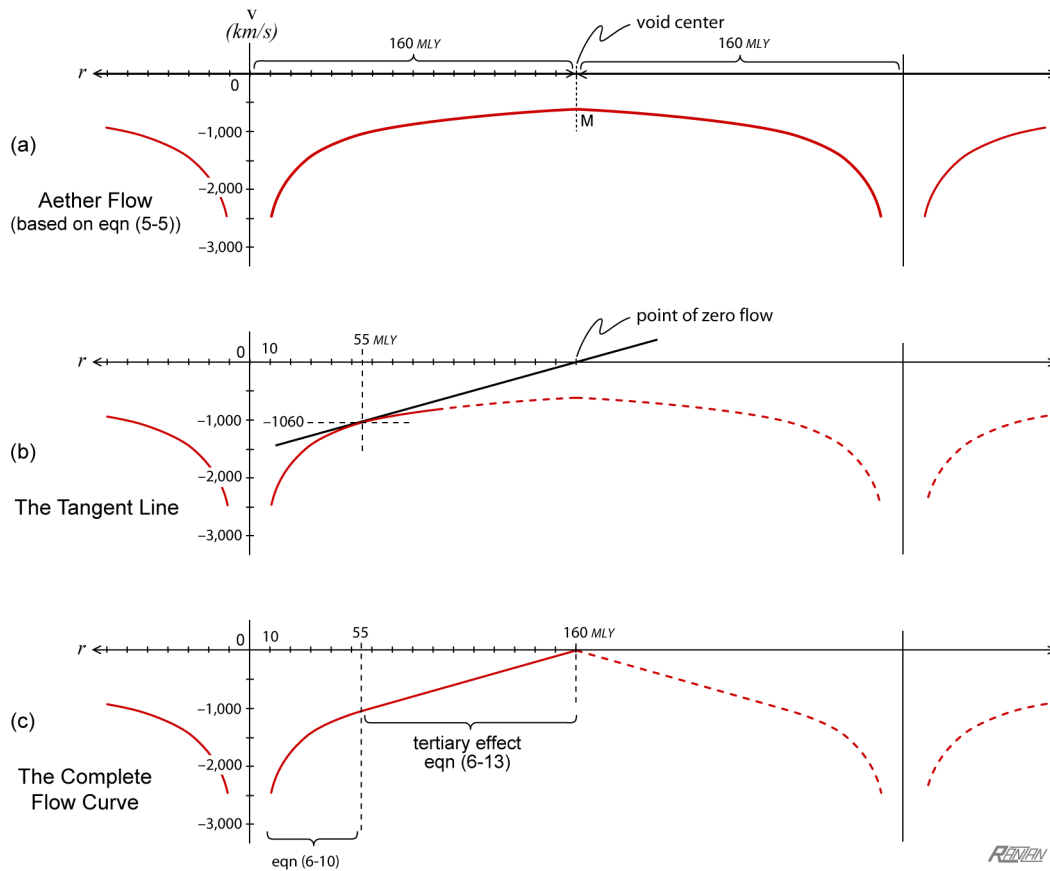 v
(km/s)
void center
160 MLY
160 MLY
r
0
M
(a)
–1,000
–2,000
–3,000
Aether Flow
(based on eqn (5-5))
point of zero flow
55 MLY
0
10
r
–1,000
–1060
(b)
–2,000
–3,000
The Tangent Line
0
10
55
160 MLY
r
(c)
–1,000
–2,000
–3,000
tertiary effect
eqn (6-13)
The Complete
Flow Curve
eqn (6-10)
RANZAN